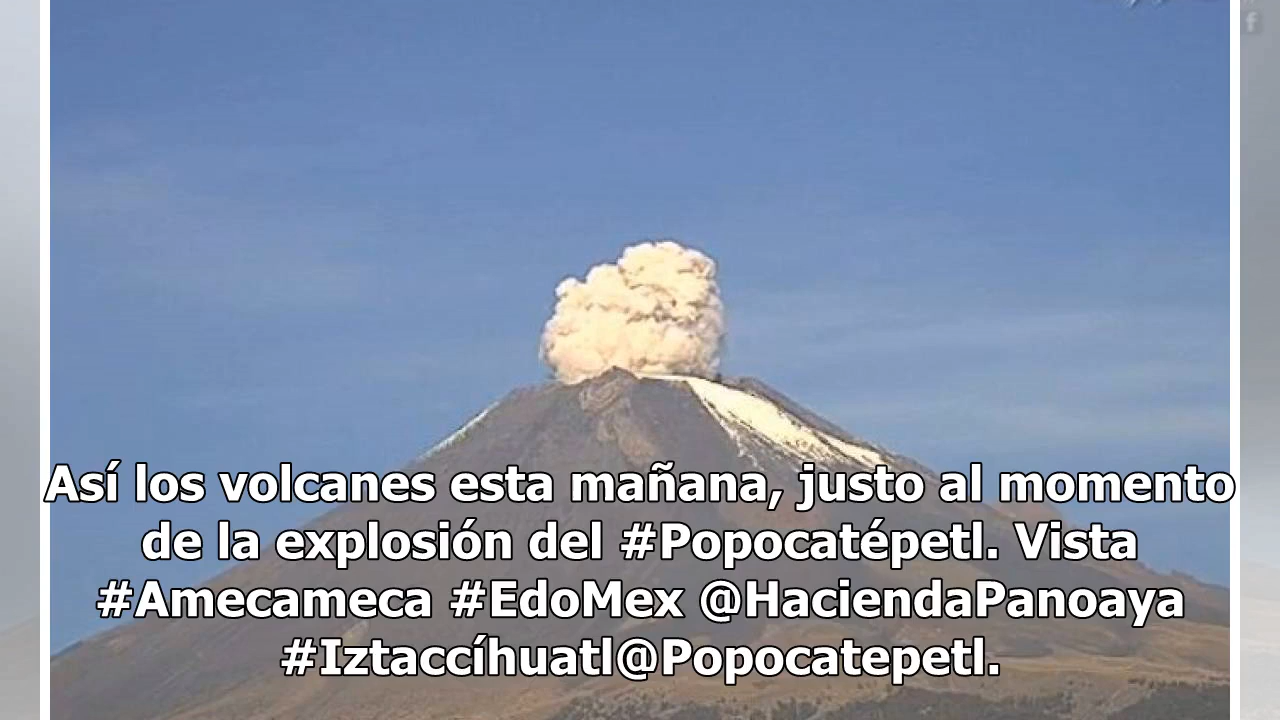 Así los volcanes esta mañana, justo al momento
de la explosión del #Popocatépetl. Vista
#Amecameca #EdoMex @HaciendaPanoaya
#Iztaccíhuatl@Popocatepetl.